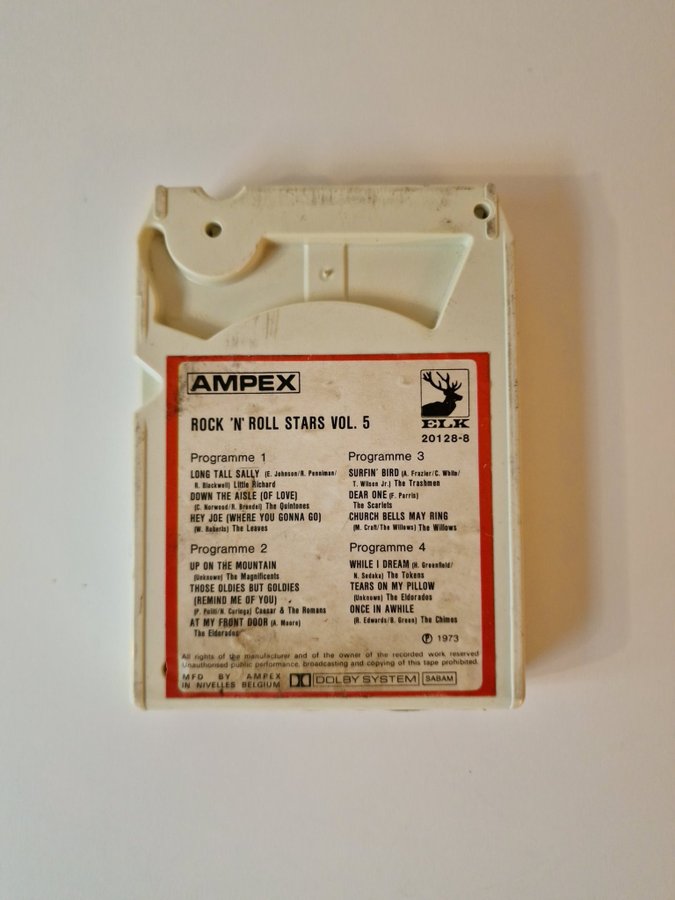 AMPEX
ELK
20128-8
ROCK 'N' ROLL STARS VOL. 5
Programme 1
LONG TALL SALLY (E. Johnson/R. Penniman/
R. Blackwell) Little Richard
DOWN THE AISLE (OF LOVE)
(C. Norwood/R. Brendel) The Quintones
HEY JOE (WHERE YOU GONNA GO)
(W. Roberts) The Leaves
Programme 2
UP ON THE MOUNTAIN
(Unknown) The Magnificents
THOSE OLDIES BUT GOLDIES
(REMIND ME OF YOU)
(P. Politi/N. Curinga) Caesar & The Romans
AT MY FRONT DOOR (A. Moore)
The Eldorados
Programme 3
SURFIN' BIRD (A. Frazier/C. White/
T. Wilson Jr.) The Trashmen
DEAR ONE (F. Parris)
The Scarlets
CHURCH BELLS MAY RING
(M. Craft/The Willows) The Willows
Programme 4
WHILE I DREAM (H. Greenfield/
N. Sedaka) The Tokens
TEARS ON MY PILLOW
(Unknown) The Eldorados
ONCE IN AWHILE
(R. Edwards/B. Green) The Chimes
Ⓟ 1973
All rights of the manufacturer and of the owner of the recorded work reserved
Unauthorised public performance, broadcasting and copying of this tape prohibited.
MFD BY AMPEX
IN NIVELLES BELGIUM
DOLBY SYSTEM
SABAM